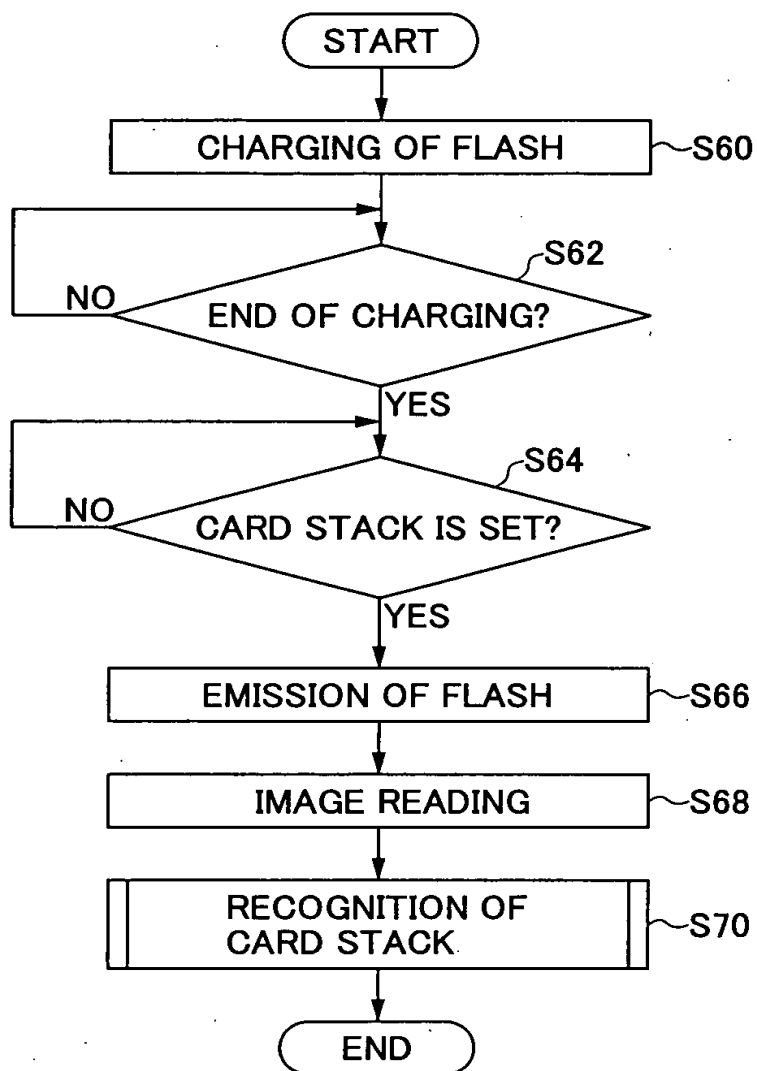 START
CHARGING OF FLASH
S60
S62
NO
END OF CHARGING?
YES
S64
NO
CARD STACK IS SET?
YES
EMISSION OF FLASH
S66
IMAGE READING
S68
RECOGNITION OF
CARD STACK
S70
END